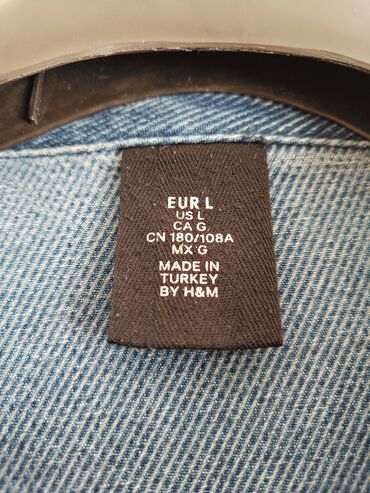 EUR L
US L
CA G
CN 180/108A
MX G
MADE IN
TURKEY
BY H&M